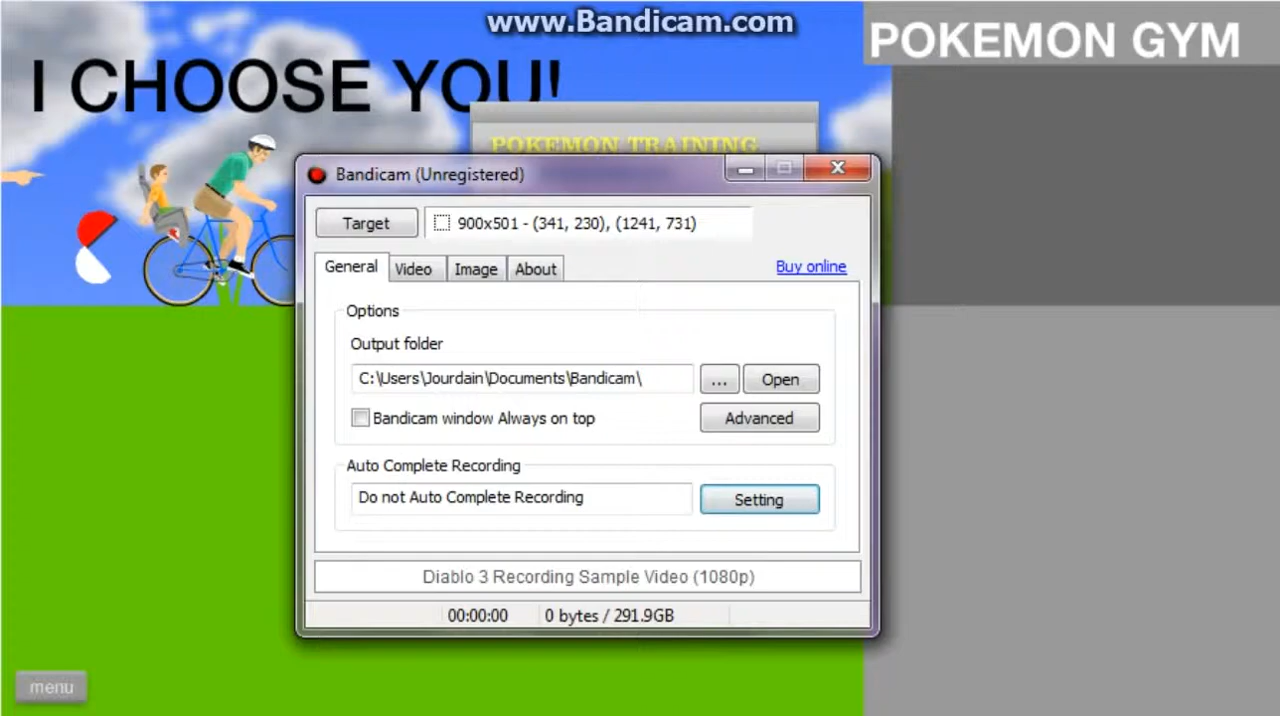 www.Bandicam.com
POKEMON GYM
I CHOOSE YOU!
POKEMON TRAINING
Bandicam (Unregistered)
Target
900x501 - (341, 230), (1241, 731)
General Video Image About
Buy online
Options
Output folder
C:\Users\Jourdain\Documents\Bandicam\
... Open
Bandicam window Always on top
Advanced
Auto Complete Recording
Do not Auto Complete Recording
Setting
Diablo 3 Recording Sample Video (1080p)
00:00:00 0 bytes / 291.9GB
menu